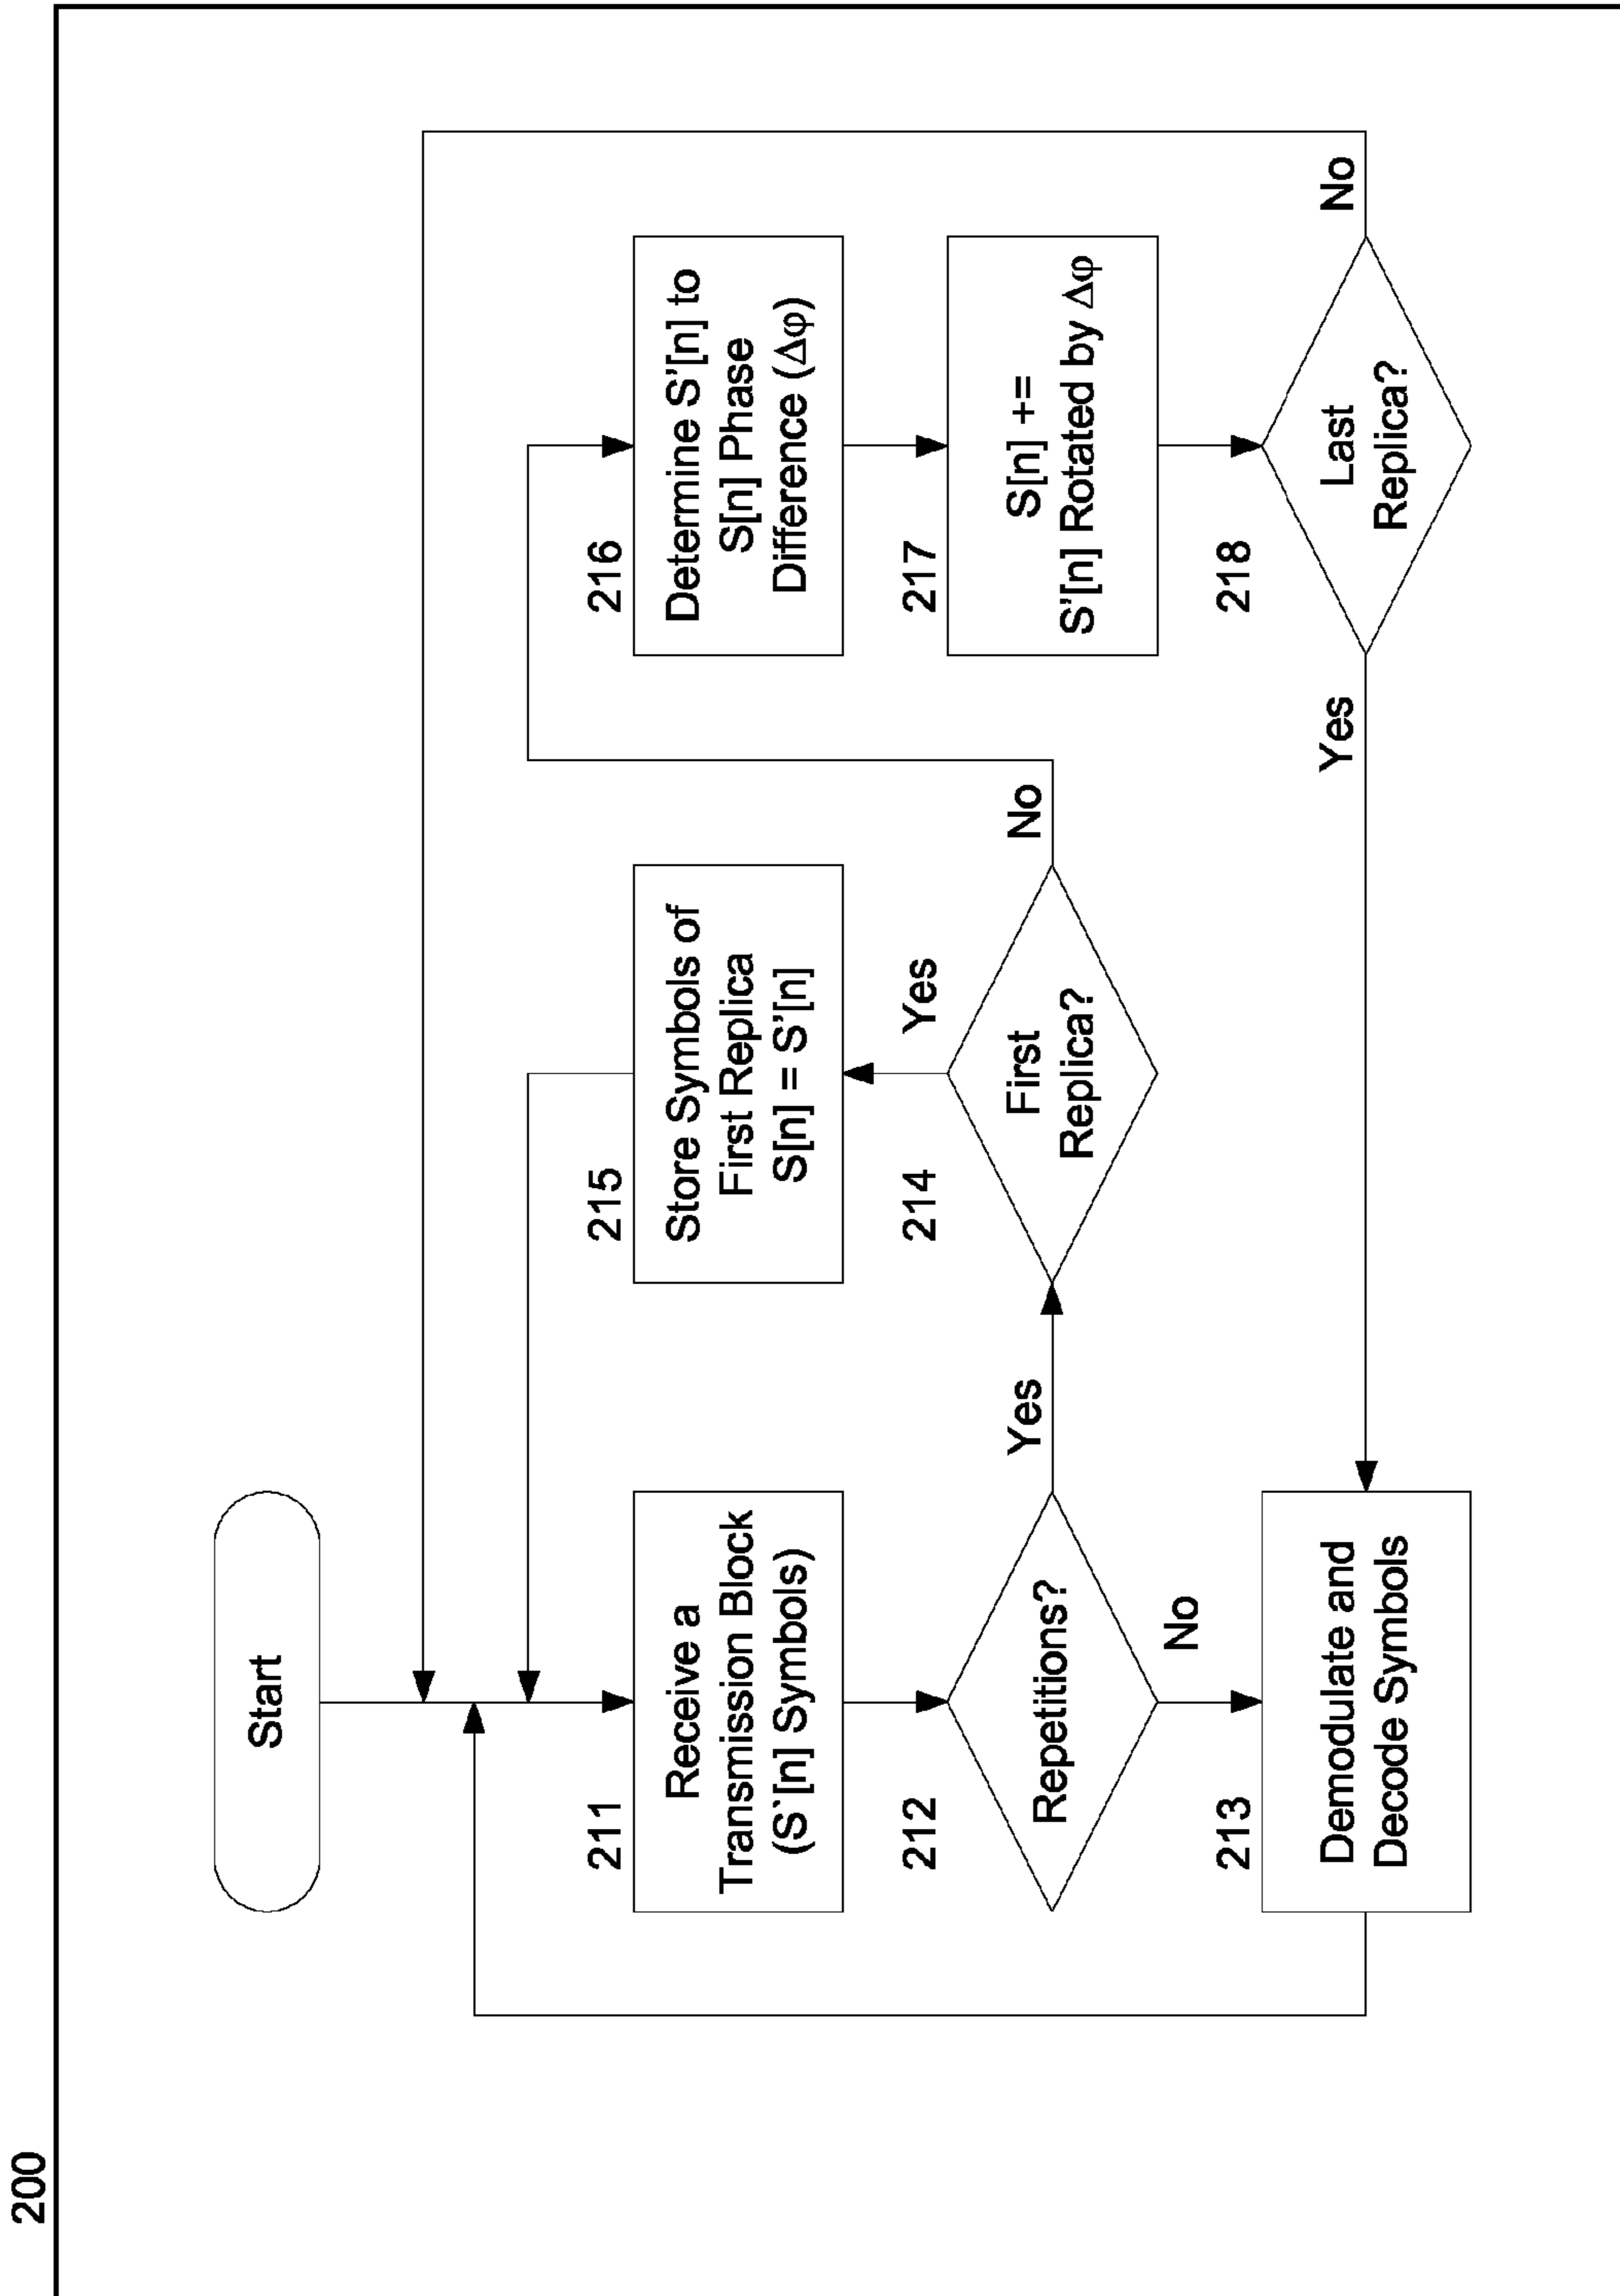 200
Start
211
Receive a
Transmission Block
(S`[n] Symbols)
212
Repetitions?
Yes
No
213
Demodulate and
Decode Symbols
214
First
Replica?
Yes
No
215
Store Symbols of
First Replica
S[n] = S'[n]
216
Determine S'[n] to
S[n] Phase
Difference (Δφ)
217
S[n] +=
S'[n] Rotated by Δφ
218
Last
Replica?
Yes
No